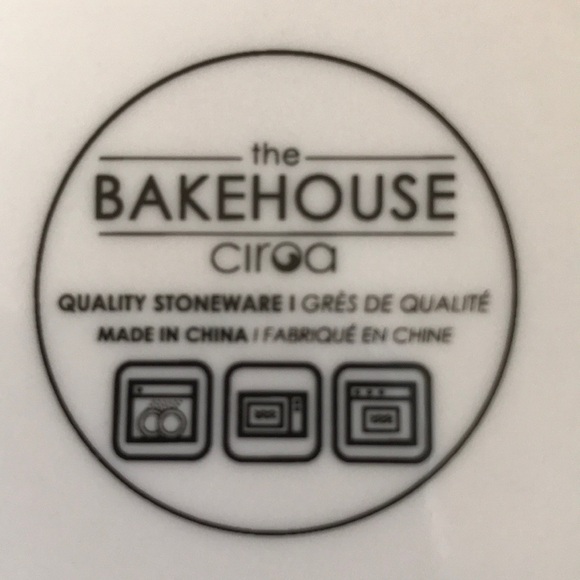 the
BAKEHOUSE
ciroa
QUALITY STONEWARE | GRÈS DE QUALITÉ
MADE IN CHINA | FABRIQUÉ EN CHINE